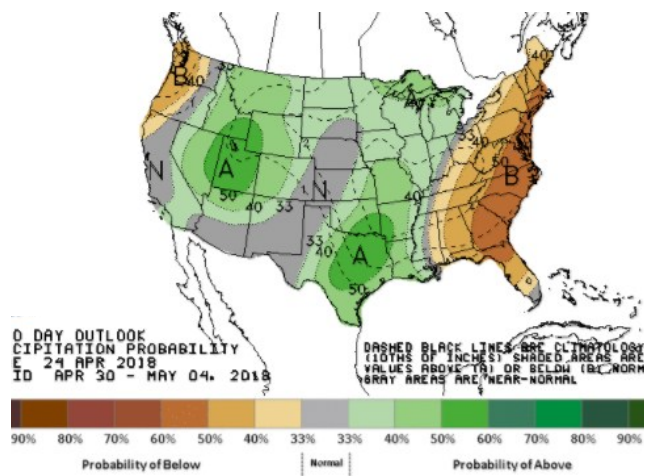 B
40
33
A
N
N
50
40
33
33
40
A
50
A
40
40
33
40
50
B
0 DAY OUTLOOK
CIPITATION PROBABILITY
E 24 APR 2018
ID APR 30 - MAY 04, 2018
DASHED BLACK LINES ARE CLIMATOLOGY
(10THS OF INCHES) SHADED AREAS ARE
VALUES ABOVE (A) OR BELOW (B) NORM
GRAY AREAS ARE NEAR-NORMAL
90% 80% 70% 60% 50% 40% 33% 33% 40% 50% 60% 70% 80% 90%
Probability of Below Normal Probability of Above